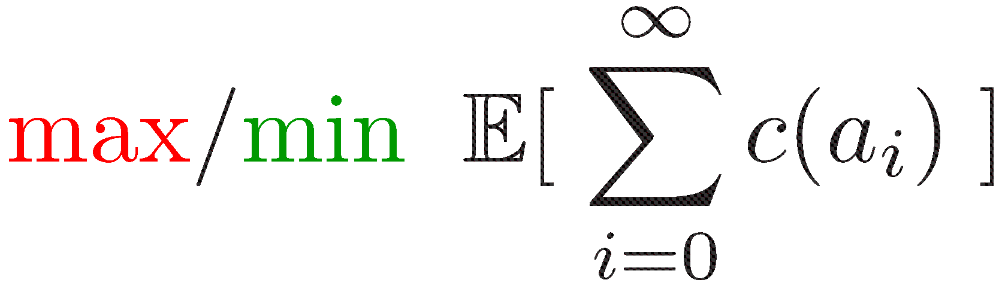 max/min 𝔼[ ∑_{i=0}^{∞} c(a_i) ]